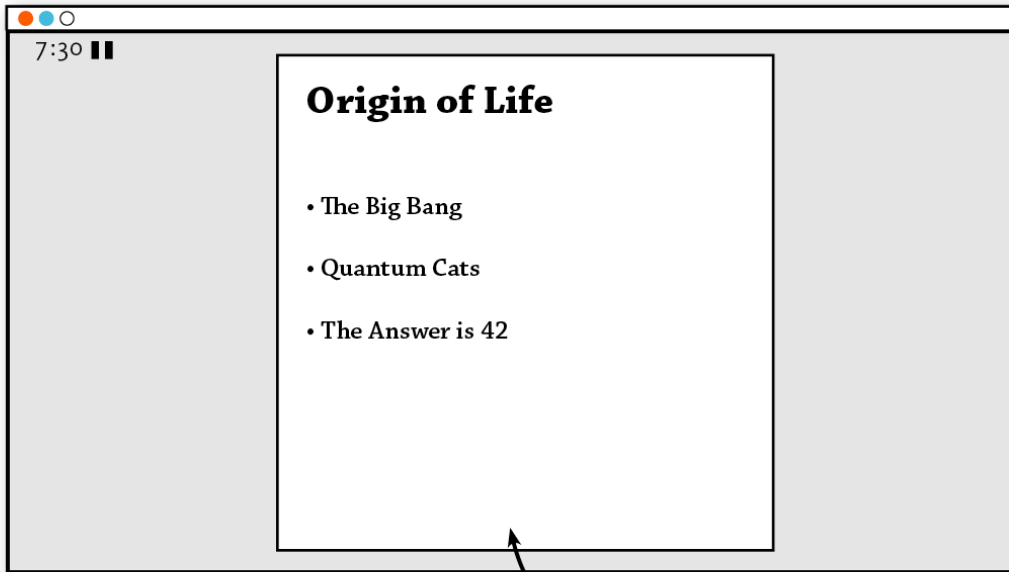 7:30
Origin of Life
• The Big Bang
• Quantum Cats
• The Answer is 42